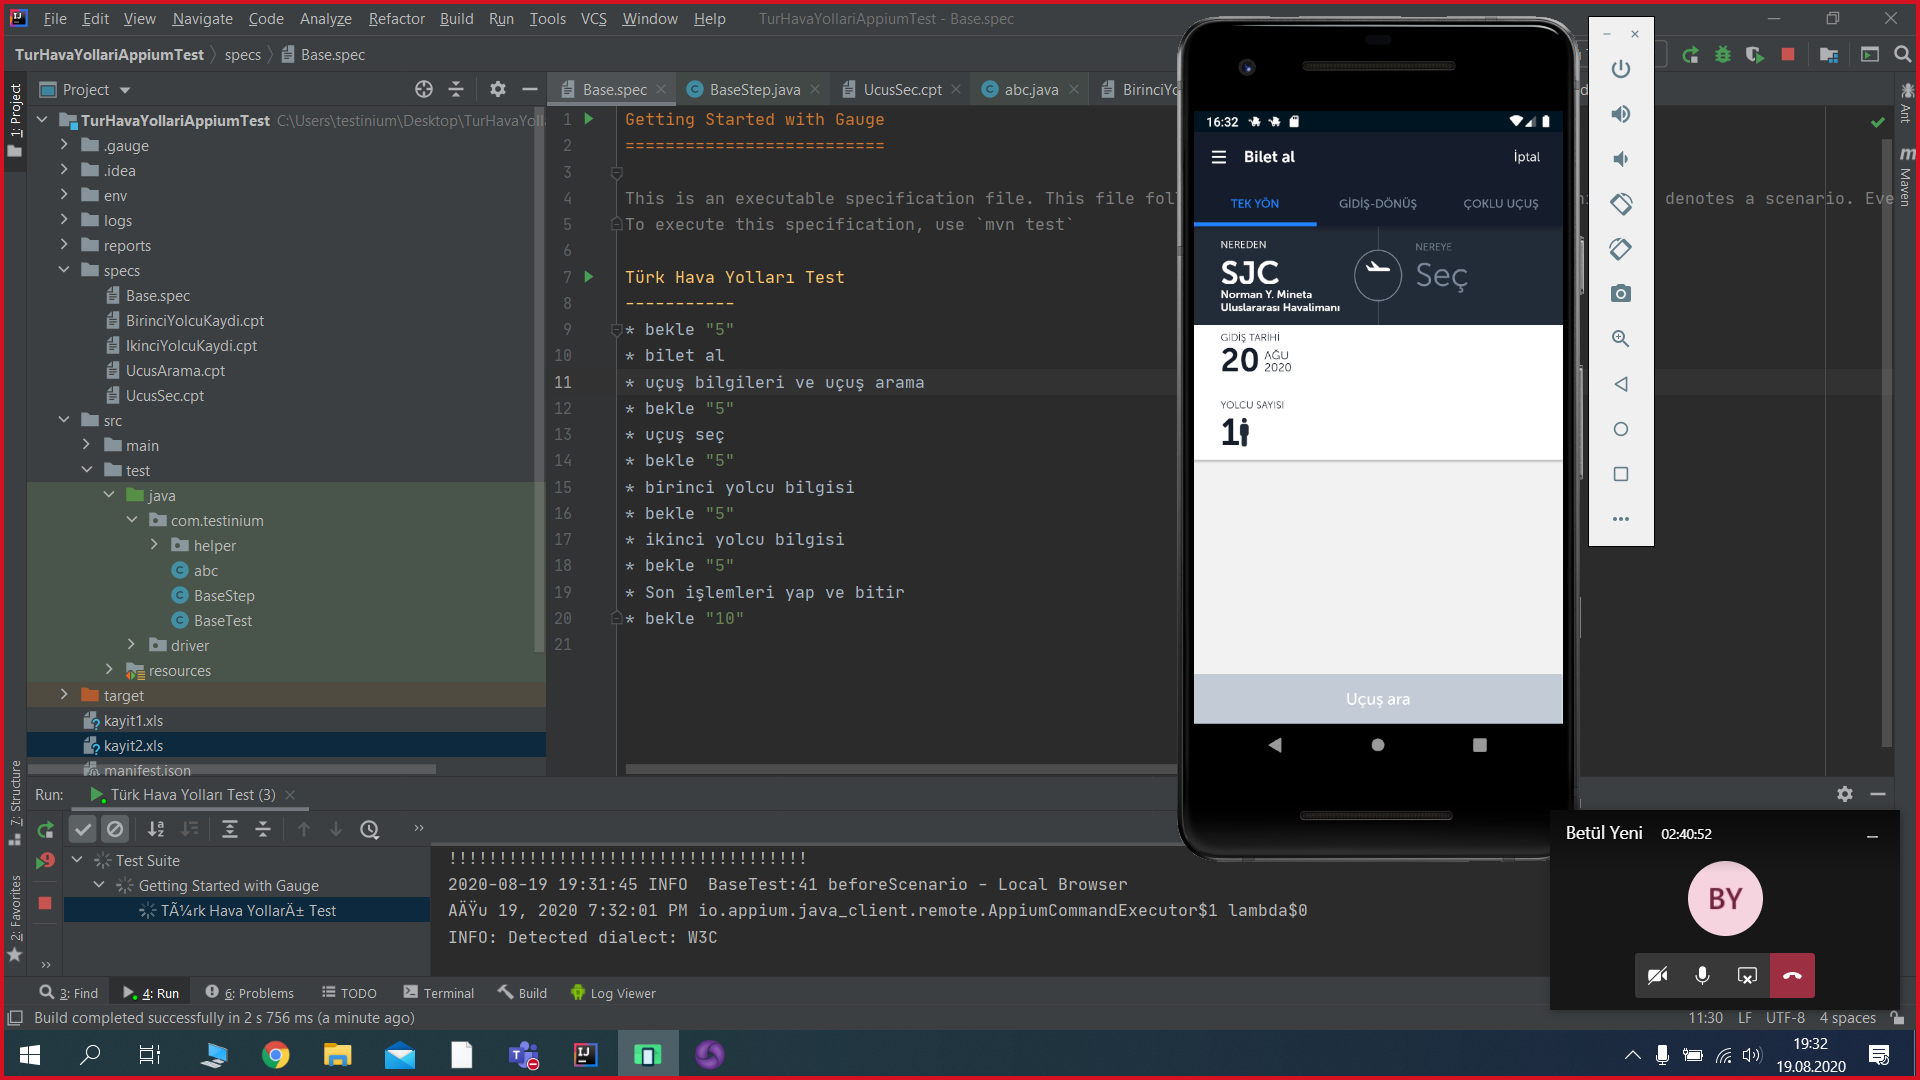 File Edit View Navigate Code Analyze Refactor Build Run Tools VCS Window Help TurHavaYollariAppiumTest - Base.spec
TurHavaYollariAppiumTest specs Base.spec
1: Project
Project
Base.spec BaseStep.java UcusSec.cpt abc.java BirinciYo
Ant
Maven
TurHavaYollariAppiumTest C:\Users\testinium\Desktop\TurHavaYoll
.gauge
.idea
env
logs
reports
specs
Base.spec
BirinciYolcuKaydi.cpt
IkinciYolcuKaydi.cpt
UcusArama.cpt
UcusSec.cpt
src
main
test
java
com.testinium
helper
abc
BaseStep
BaseTest
driver
resources
target
kayit1.xls
kayit2.xls
manifest.json
1 Getting Started with Gauge
2 ==========================
3
4 This is an executable specification file. This file fol denotes a scenario. Eve
5 To execute this specification, use `mvn test`
6
7 Türk Hava Yolları Test
8 -----------
9 * bekle "5"
10 * bilet al
11 * uçuş bilgileri ve uçuş arama
12 * bekle "5"
13 * uçuş seç
14 * bekle "5"
15 * birinci yolcu bilgisi
16 * bekle "5"
17 * ikinci yolcu bilgisi
18 * bekle "5"
19 * Son işlemleri yap ve bitir
20 * bekle "10"
21
16:32
Bilet al İptal
TEK YÖN GİDİŞ-DÖNÜŞ ÇOKLU UÇUŞ
NEREDEN NEREYE
SJC Seç
Norman Y. Mineta
Uluslararası Havalimanı
GİDİŞ TARİHİ
20 AĞU 2020
YOLCU SAYISI
1
Uçuş ara
7: Structure
2: Favorites
Run: Türk Hava Yolları Test (3)
Test Suite
Getting Started with Gauge
TÃ¼rk Hava YollarÄ± Test
!!!!!!!!!!!!!!!!!!!!!!!!!!!!!!!!!!!!
2020-08-19 19:31:45 INFO  BaseTest:41 beforeScenario - Local Browser
AÄŸu 19, 2020 7:32:01 PM io.appium.java_client.remote.AppiumCommandExecutor$1 lambda$0
INFO: Detected dialect: W3C
Betül Yeni 02:40:52
BY
3: Find 4: Run 6: Problems TODO Terminal Build Log Viewer
Build completed successfully in 2 s 756 ms (a minute ago)
11:30 LF UTF-8 4 spaces
19:32
19.08.2020